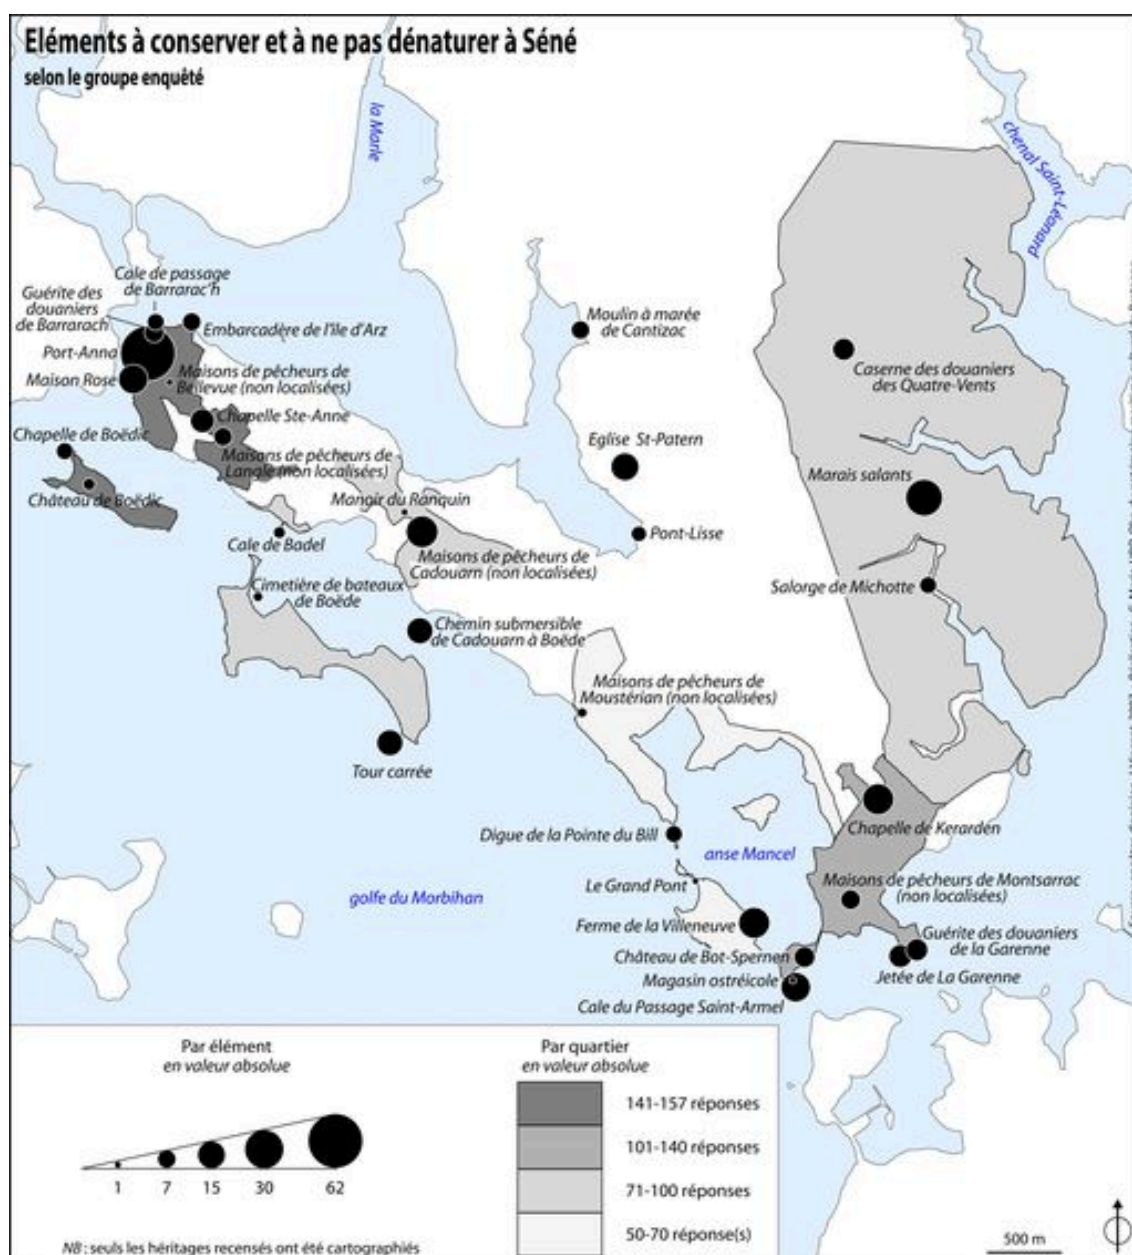 Eléments à conserver et à ne pas dénaturer à Séné
selon le groupe enquêté
la Marle
chenal Saint-Léonard
Cale de passage
de Barrarac'h
Guérite des
douaniers
de Barrarach
Embarcadère de l'île d'Arz
Port-Anna
Maison Rose
Maisons de pêcheurs de
Bellevue (non localisées)
Moulin à marée
de Cantizac
Caserne des douaniers
des Quatre-Vents
Chapelle Ste-Anne
Chapelle de Boëdic
Maisons de pêcheurs de
Langle (non localisées)
Eglise St-Patern
Château de Boëdic
Marais salants
Manoir du Ranquin
Cale de Badel
Pont-Lisse
Maisons de pêcheurs de
Cadouarn (non localisées)
Cimetière de bateaux
de Boëde
Salorge de Michotte
Chemin submersible
de Cadouarn à Boëde
Maisons de pêcheurs de
Moustérian (non localisées)
Tour carrée
Chapelle de Kerarden
Digue de la Pointe du Bill
anse Mancel
Le Grand Pont
Maisons de pêcheurs de Montsarrac
(non localisées)
golfe du Morbihan
Ferme de la Villeneuve
Guérite des douaniers
de la Garenne
Château de Bot-Spernen
Jetée de La Garenne
Magasin ostréicole
Cale du Passage Saint-Armel
Par élément
en valeur absolue
1 7 15 30 62
NB : seuls les héritages recensés ont été cartographiés
Par quartier
en valeur absolue
141-157 réponses
101-140 réponses
71-100 réponses
50-70 réponse(s)
500 m